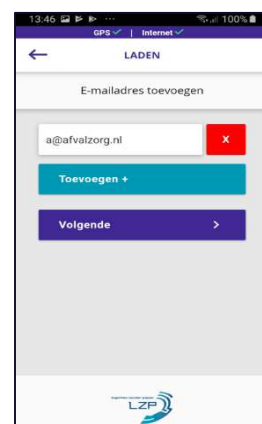 13:46 ... 100%
GPS ✓ | Internet ✓
← LADEN
E-mailadres toevoegen
a@afvalzorg.nl x
Toevoegen +
Volgende >
LZP